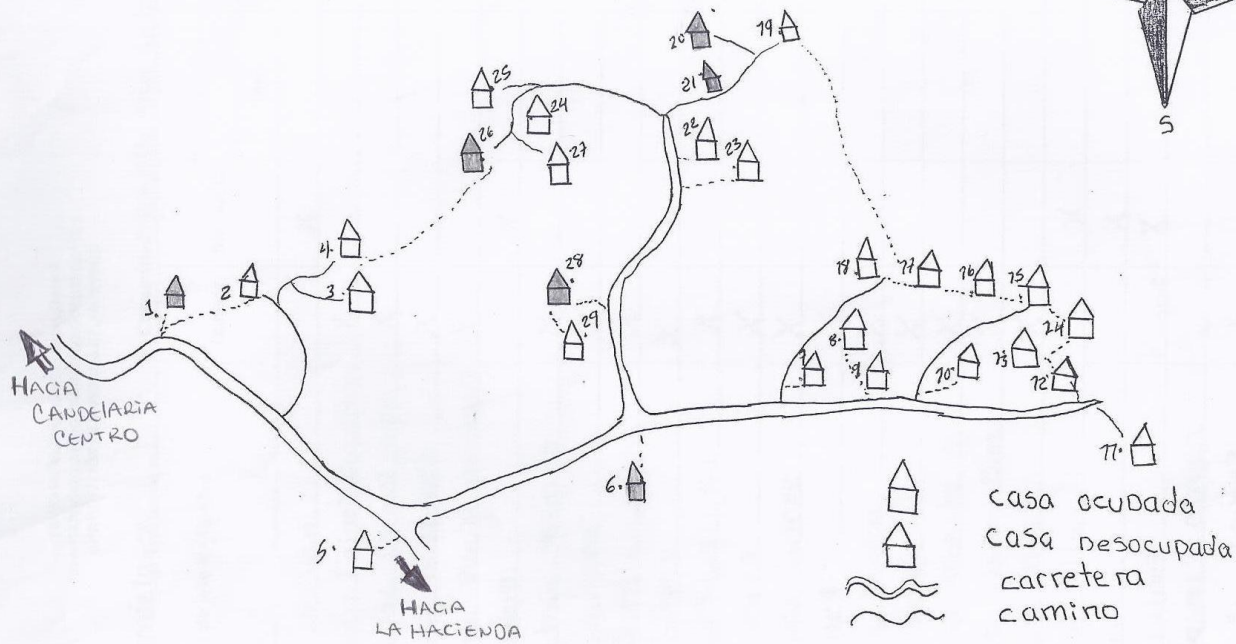 20.
19
21.
25
24
22
S
23
26
27
4.
28
18
17
16
15
1.
2
3.
29
8.
14
7
9
10
13
12
HACIA
CANDELARIA
CENTRO
11.
6.
5.
casa ocupada
casa desocupada
carretera
camino
HACIA
LA HACIENDA